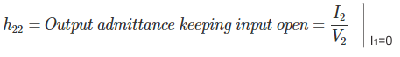 h₂₂ = Output admittance keeping input open = I₂/V₂ | I₁=0